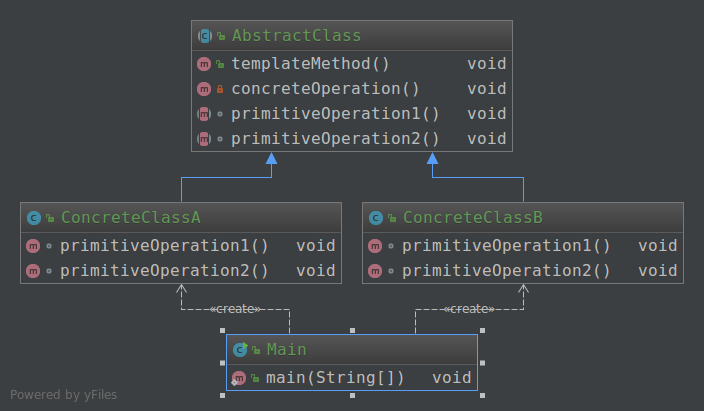 AbstractClass
templateMethod() void
concreteOperation() void
primitiveOperation1() void
primitiveOperation2() void
ConcreteClassA
primitiveOperation1() void
primitiveOperation2() void
ConcreteClassB
primitiveOperation1() void
primitiveOperation2() void
«create»
«create»
Main
main(String[]) void
Powered by yFiles